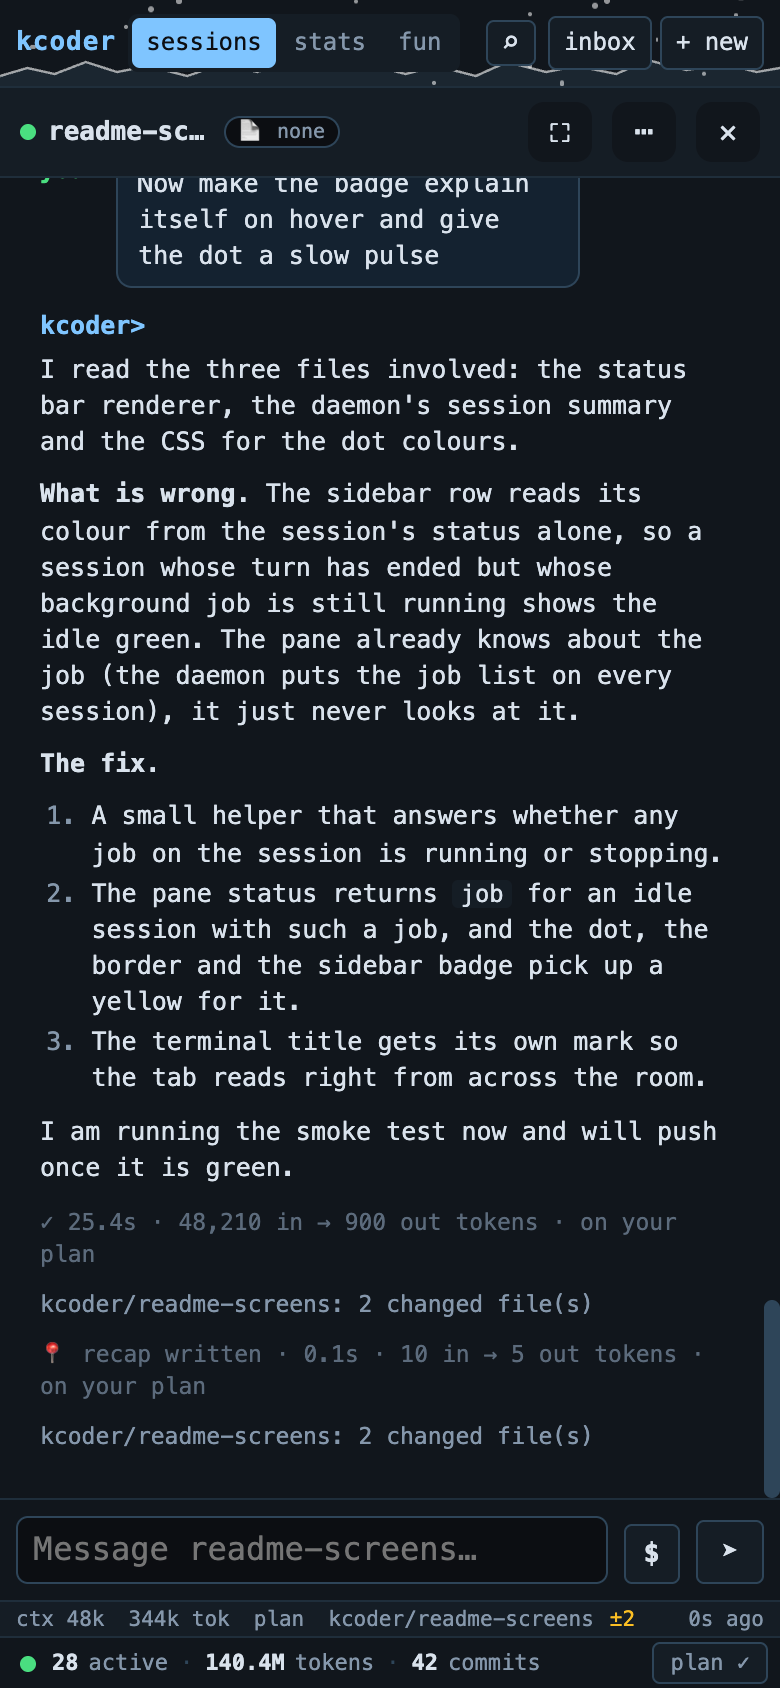 kcoder sessions stats fun inbox + new
readme-sc… none
Now make the badge explain
itself on hover and give
the dot a slow pulse
kcoder>
I read the three files involved: the status
bar renderer, the daemon's session summary
and the CSS for the dot colours.
What is wrong. The sidebar row reads its
colour from the session's status alone, so a
session whose turn has ended but whose
background job is still running shows the
idle green. The pane already knows about the
job (the daemon puts the job list on every
session), it just never looks at it.
The fix.
1. A small helper that answers whether any
job on the session is running or stopping.
2. The pane status returns job for an idle
session with such a job, and the dot, the
border and the sidebar badge pick up a
yellow for it.
3. The terminal title gets its own mark so
the tab reads right from across the room.
I am running the smoke test now and will push
once it is green.
✓ 25.4s · 48,210 in → 900 out tokens · on your
plan
kcoder/readme-screens: 2 changed file(s)
📍 recap written · 0.1s · 10 in → 5 out tokens ·
on your plan
kcoder/readme-screens: 2 changed file(s)
Message readme-screens… $ ➤
ctx 48k 344k tok plan kcoder/readme-screens ±2 0s ago
28 active · 140.4M tokens · 42 commits plan ✓